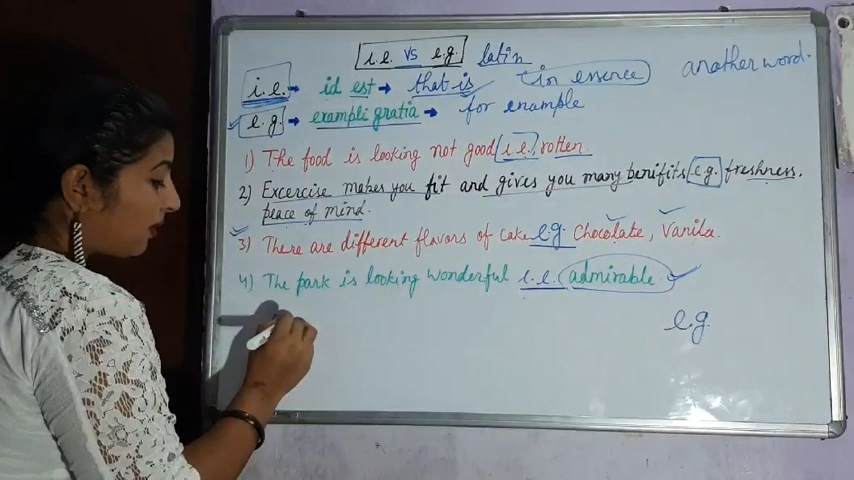 i.e. vs e.g. latin
i.e. → id est → that is in essence another word.
e.g. → exampli gratia → for enample
1) The food is looking not good i.e. rotten.
2) Excercise makes you fit and gives you many benifits e.g. freshness.
peace of mind.
3) There are different flavors of cake e.g. Chocolate, Vanila.
4) The park is looking wonderful i.e. admirable
e.g